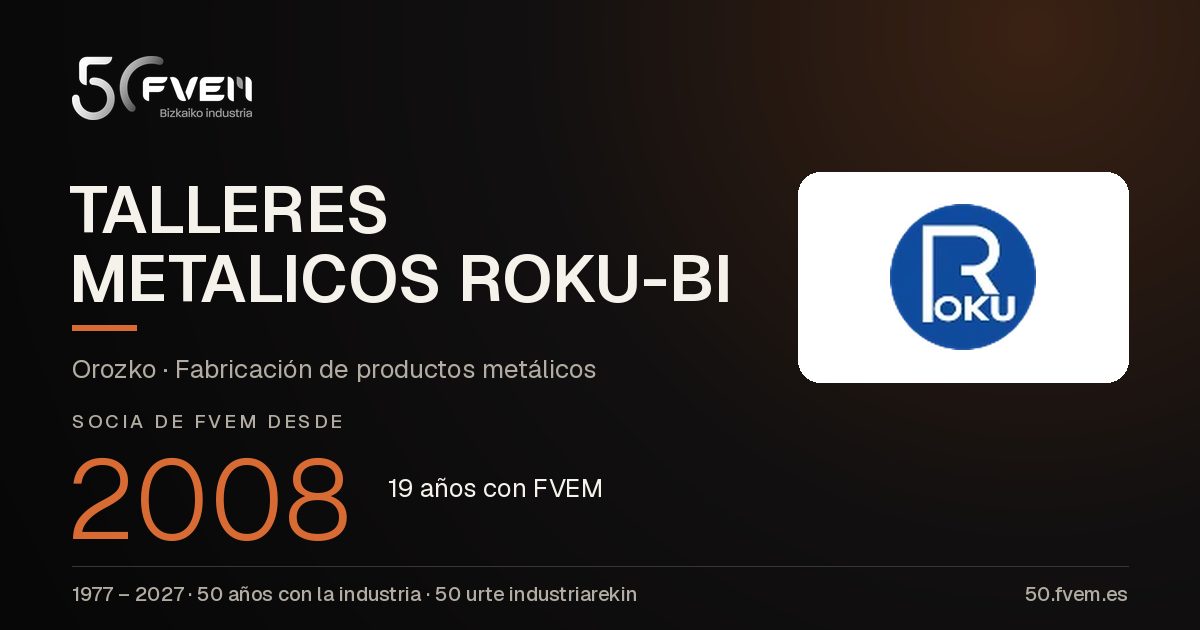 50 FVEM
Bizkaiko industria
TALLERES
METALICOS ROKU-BI
ROKU
Orozko · Fabricación de productos metálicos
SOCIA DE FVEM DESDE
2008
19 años con FVEM
1977 – 2027 · 50 años con la industria · 50 urte industriarekin
50.fvem.es